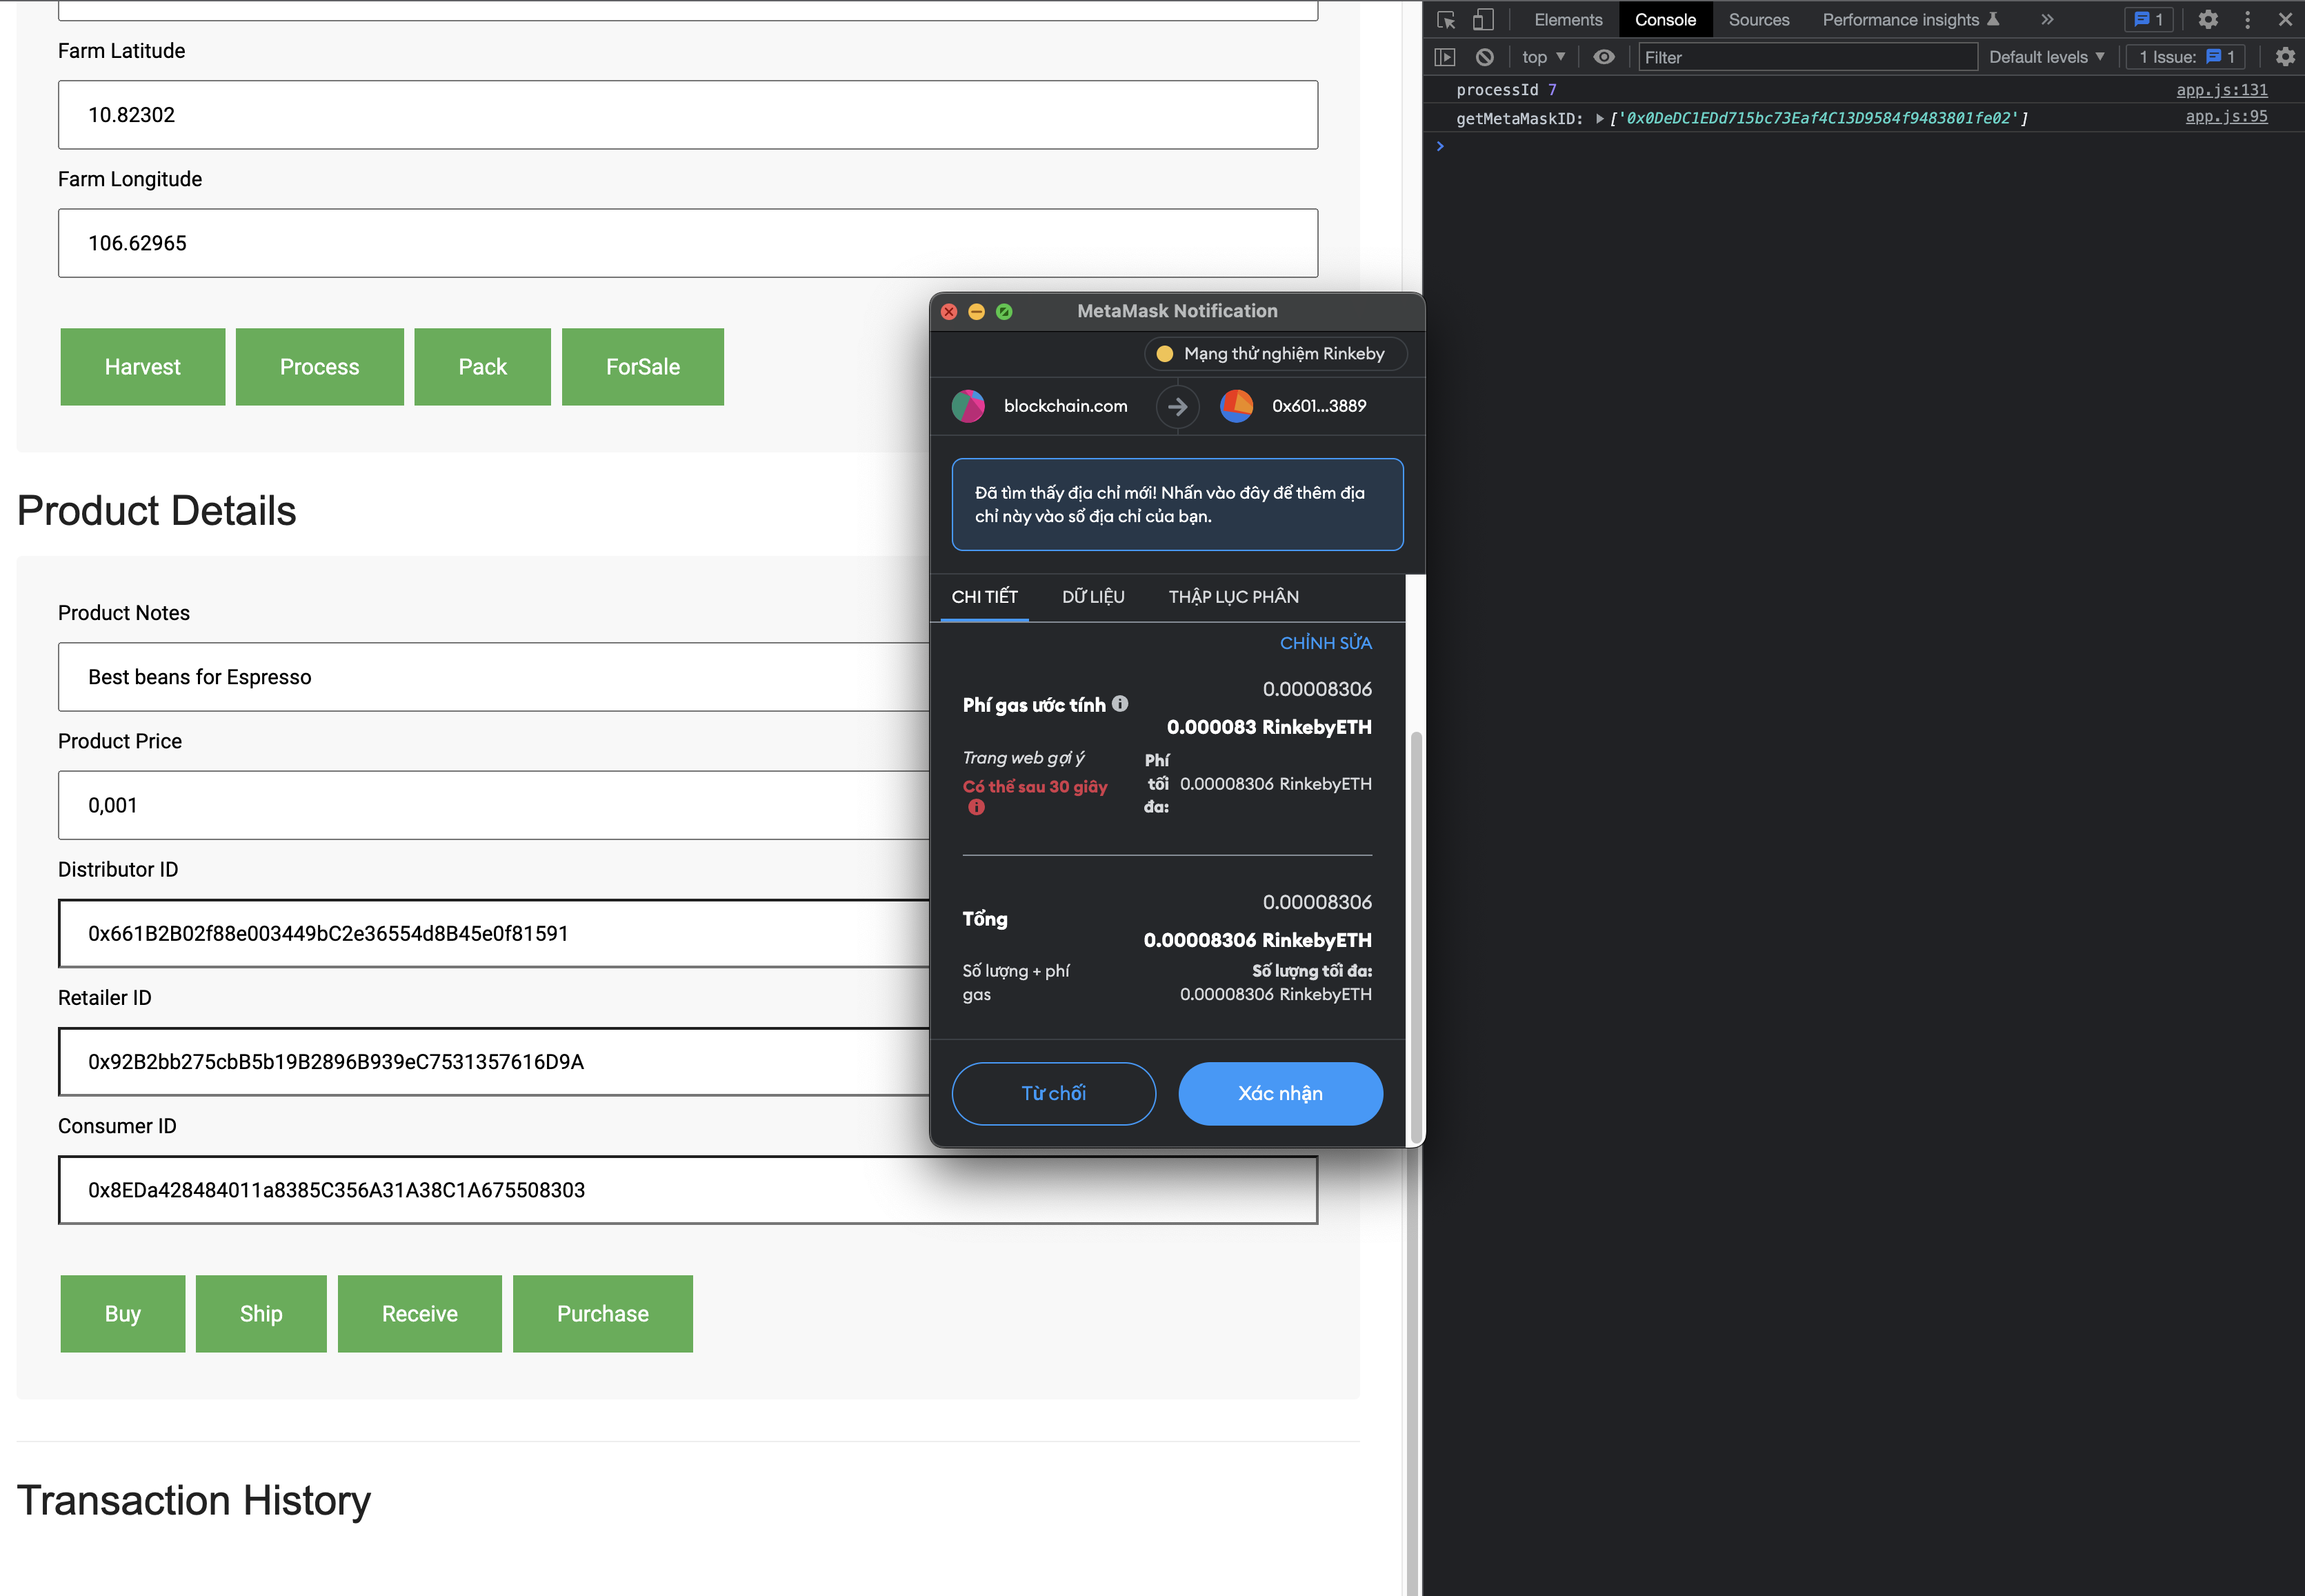 Farm Latitude
10.82302
Farm Longitude
106.62965
Harvest
Process
Pack
ForSale
Product Details
Product Notes
Best beans for Espresso
Product Price
0,001
Distributor ID
0x661B2B02f88e003449bC2e36554d8B45e0f81591
Retailer ID
0x92B2bb275cbB5b19B2896B939eC7531357616D9A
Consumer ID
0x8EDa428484011a8385C356A31A38C1A675508303
Buy
Ship
Receive
Purchase
Transaction History
MetaMask Notification
Mạng thử nghiệm Rinkeby
blockchain.com
0x601...3889
Đã tìm thấy địa chỉ mới! Nhấn vào đây để thêm địa
chỉ này vào sổ địa chỉ của bạn.
CHI TIẾT
DỮ LIỆU
THẬP LỤC PHÂN
CHỈNH SỬA
Phí gas ước tính
0.00008306
0.000083 RinkebyETH
Trang web gợi ý
Có thể sau 30 giây
Phí
tối
đa:
0.00008306 RinkebyETH
Tổng
0.00008306
0.00008306 RinkebyETH
Số lượng + phí
gas
Số lượng tối đa:
0.00008306 RinkebyETH
Từ chối
Xác nhận
Elements
Console
Sources
Performance insights
1
top
Filter
Default levels
1 Issue:
1
processId 7
app.js:131
getMetaMaskID:
['0x0DeDC1EDd715bc73Eaf4C13D9584f9483801fe02']
app.js:95